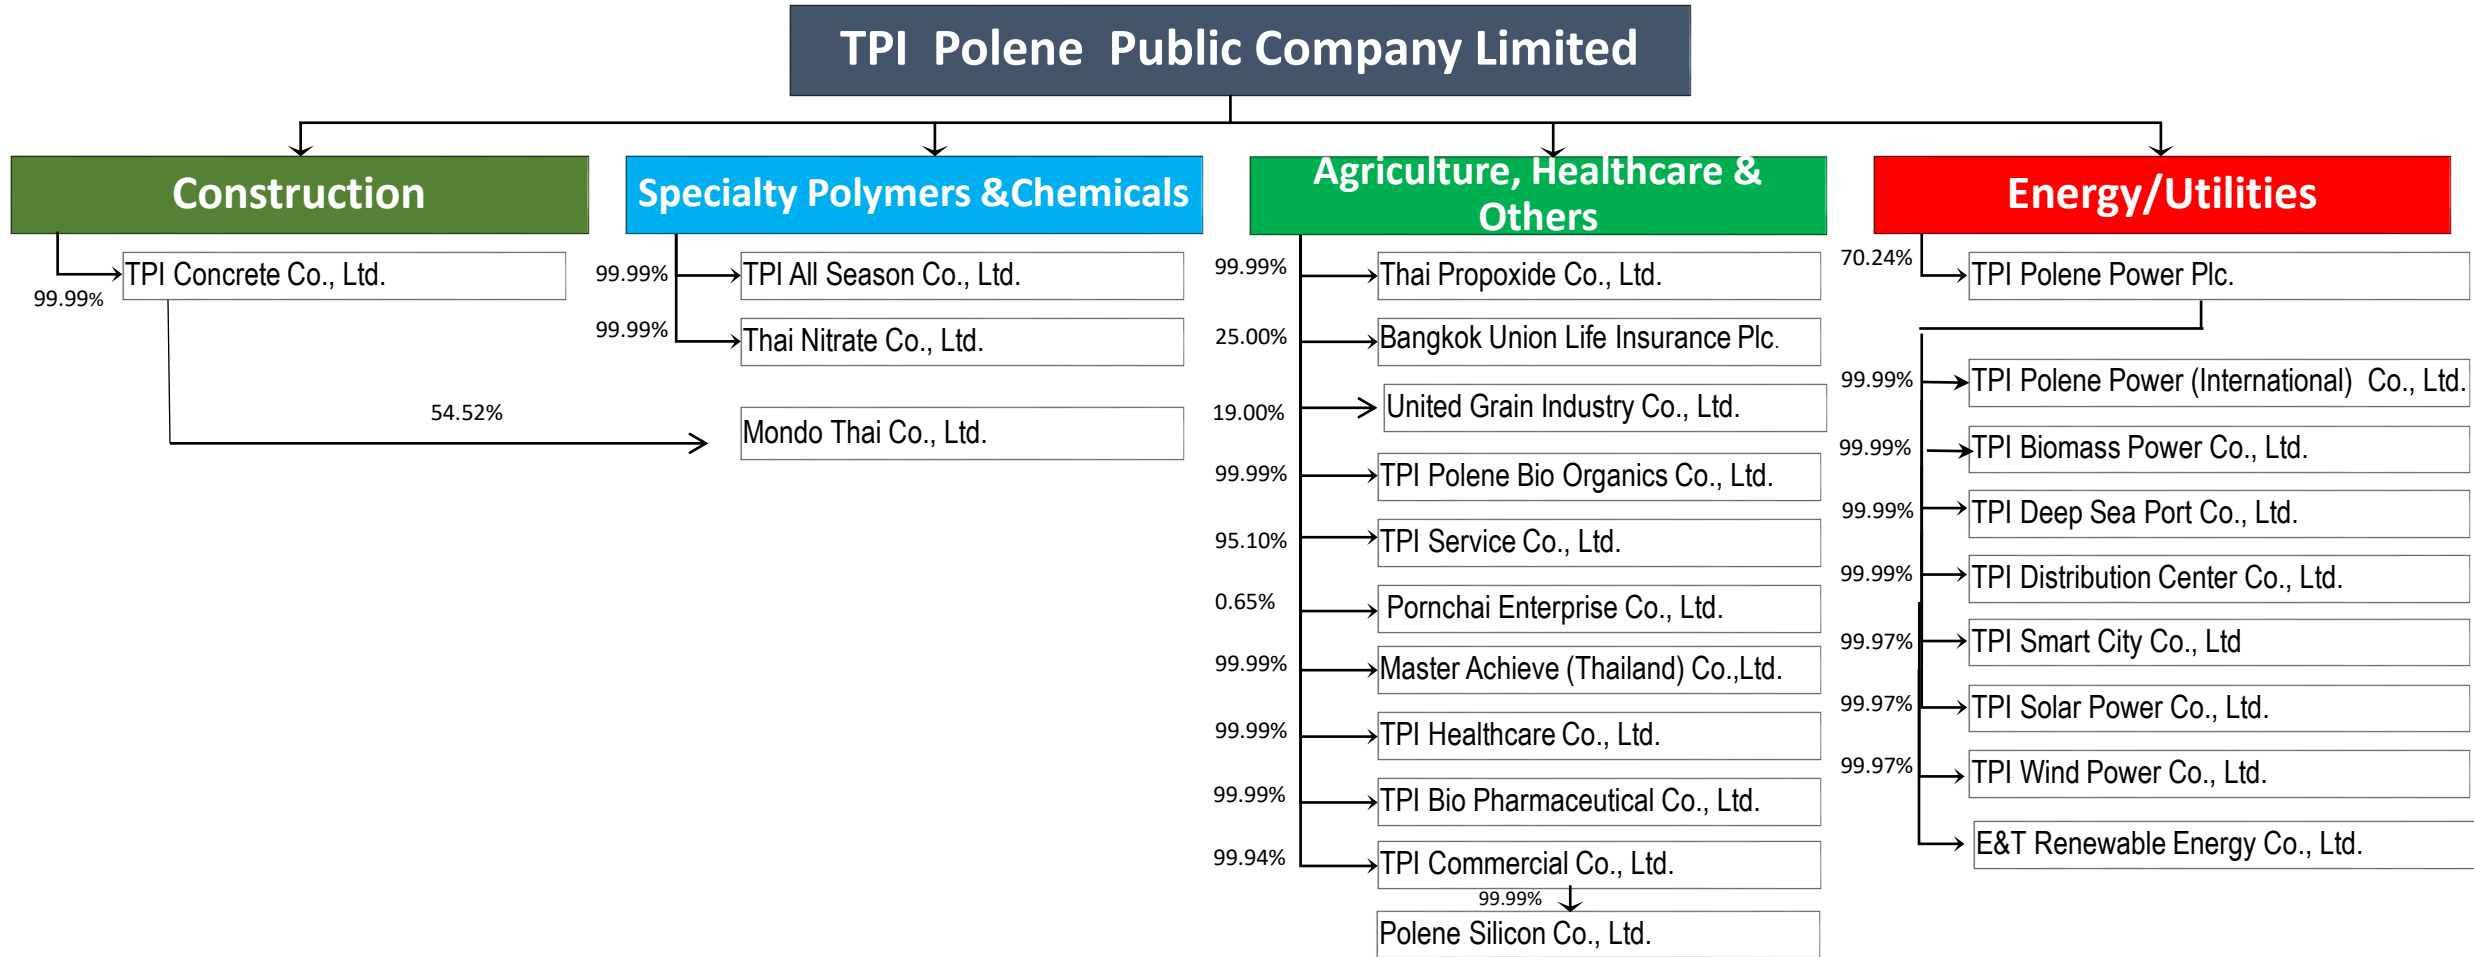 TPI Polene Public Company Limited
Construction
99.99%
TPI Concrete Co., Ltd.
54.52%
Specialty Polymers &Chemicals
99.99%
TPI All Season Co., Ltd.
99.99%
Thai Nitrate Co., Ltd.
Mondo Thai Co., Ltd.
Agriculture, Healthcare &
Others
99.99%
Thai Propoxide Co., Ltd.
25.00%
Bangkok Union Life Insurance Plc.
19.00%
United Grain Industry Co., Ltd.
99.99%
TPI Polene Bio Organics Co., Ltd.
95.10%
TPI Service Co., Ltd.
0.65%
Pornchai Enterprise Co., Ltd.
99.99%
Master Achieve (Thailand) Co.,Ltd.
99.99%
TPI Healthcare Co., Ltd.
99.99%
TPI Bio Pharmaceutical Co., Ltd.
99.94%
TPI Commercial Co., Ltd.
99.99%
Polene Silicon Co., Ltd.
Energy/Utilities
70.24%
TPI Polene Power Plc.
99.99%
TPI Polene Power (International) Co., Ltd.
99.99%
TPI Biomass Power Co., Ltd.
99.99%
TPI Deep Sea Port Co., Ltd.
99.99%
TPI Distribution Center Co., Ltd.
99.97%
TPI Smart City Co., Ltd
99.97%
TPI Solar Power Co., Ltd.
99.97%
TPI Wind Power Co., Ltd.
E&T Renewable Energy Co., Ltd.